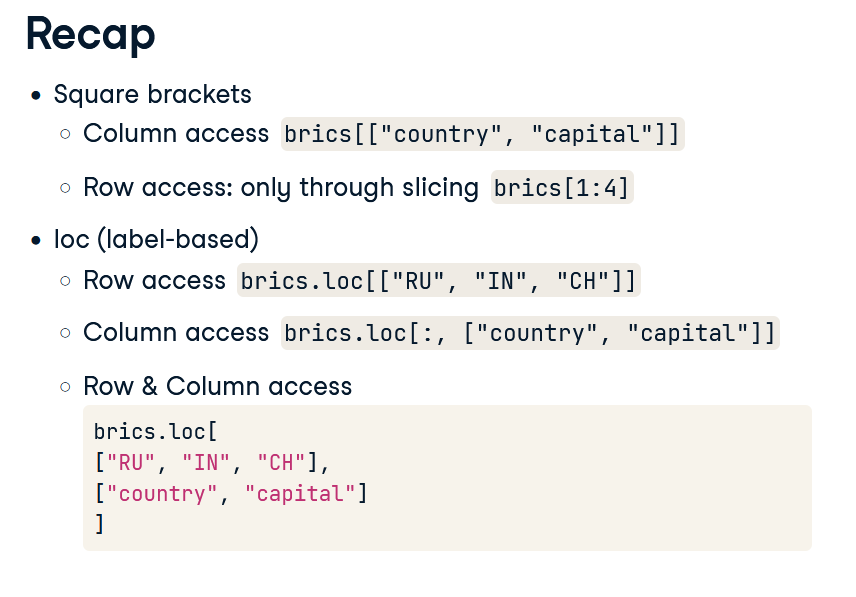 Recap
• Square brackets
○ Column access brics[["country", "capital"]]
○ Row access: only through slicing brics[1:4]
• loc (label-based)
○ Row access brics.loc[["RU", "IN", "CH"]]
○ Column access brics.loc[:, ["country", "capital"]]
○ Row & Column access
brics.loc[
["RU", "IN", "CH"],
["country", "capital"]
]